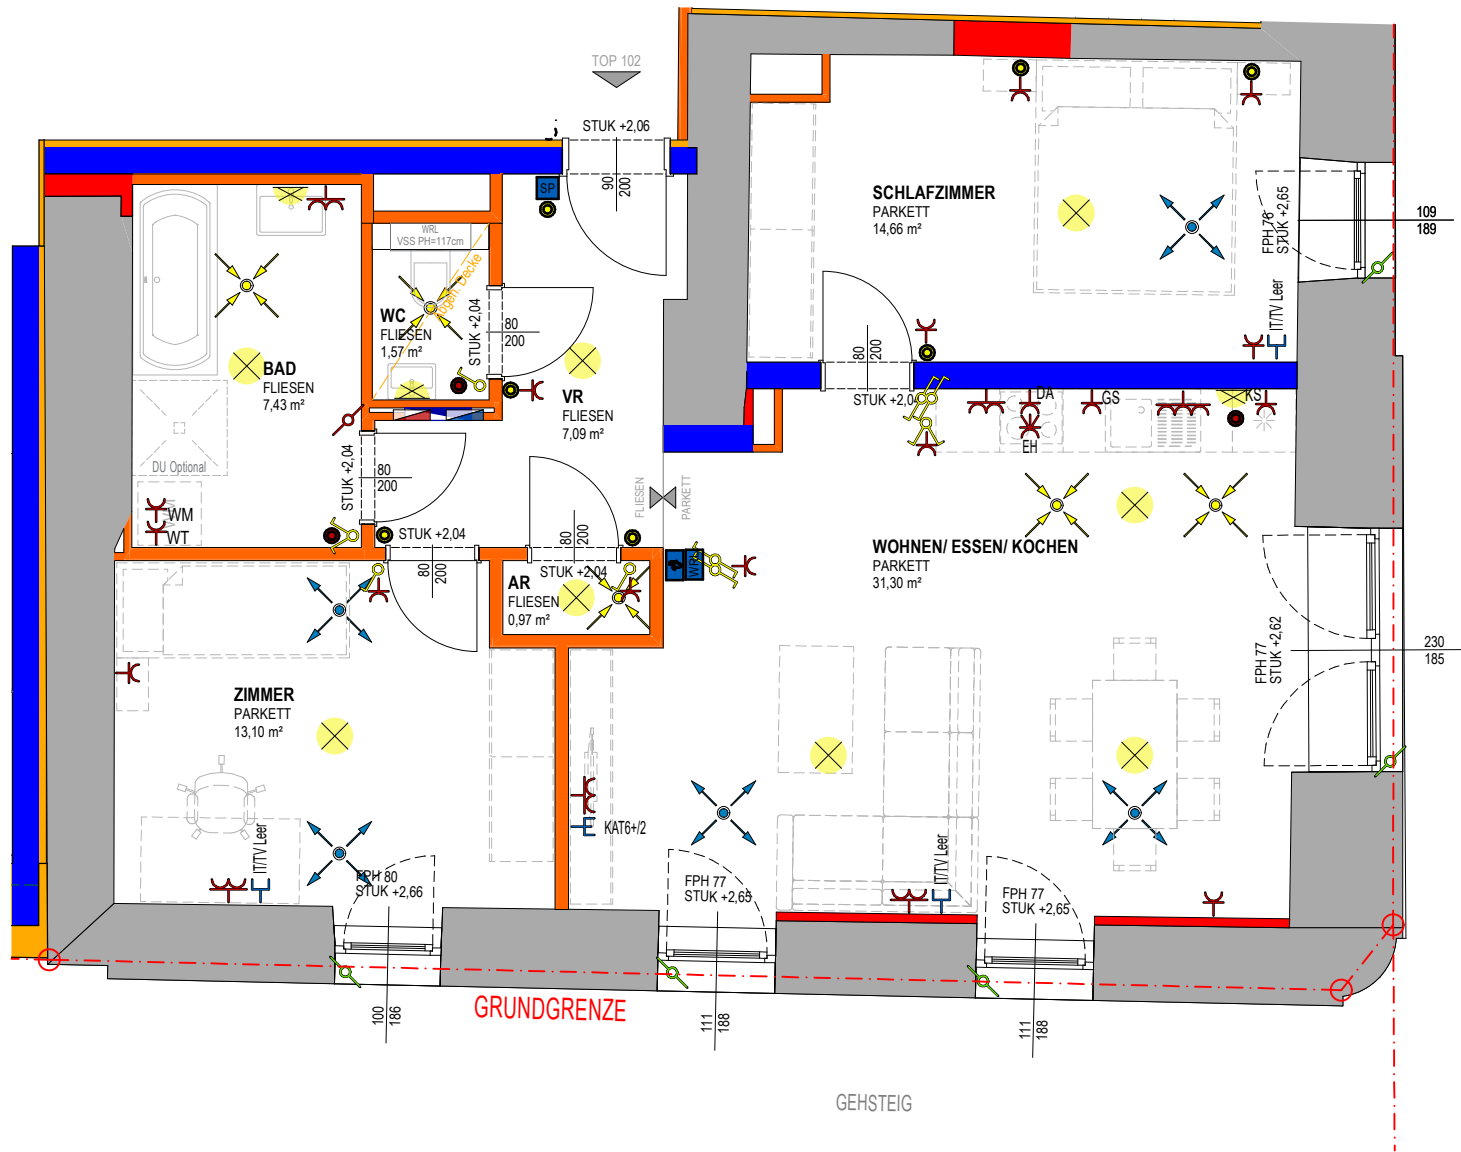 TOP 102
STUK +2,06
90
200
SP
SCHLAFZIMMER
PARKETT
14,66 m²
FPH 76
STUK +2,65
109
189
IT/TV Leer
WRL
VSS PH=117cm
abgeh. Decke
WC
FLIESEN
1,57 m²
STUK +2,04
80
200
BAD
FLIESEN
7,43 m²
VR
FLIESEN
7,09 m²
80
200
STUK +2,0
DA
GS
KS
EH
DU Optional
STUK +2,04
80
200
WM
WT
STUK +2,04
80
200
80
200
STUK +2,04
FLIESEN
PARKETT
AR
FLIESEN
0,97 m²
WOHNEN/ ESSEN/ KOCHEN
PARKETT
31,30 m²
FPH 77
STUK +2,62
230
185
ZIMMER
PARKETT
13,10 m²
KAT6+/2
IT/TV Leer
FPH 80
STUK +2,66
FPH 77
STUK +2,65
IT/TV Leer
FPH 77
STUK +2,65
100
186
GRUNDGRENZE
111
188
111
188
GEHSTEIG